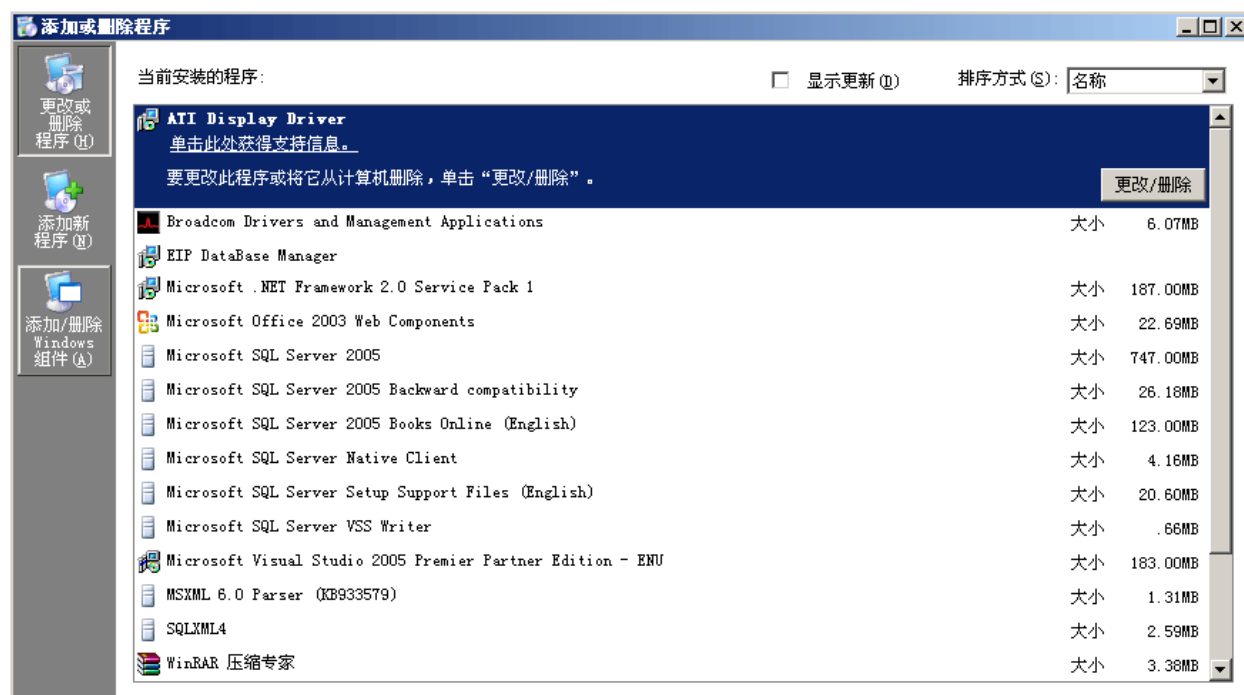 添加或删除程序
更改或
删除
程序(H)
添加新
程序(N)
添加/删除
Windows
组件(A)
当前安装的程序:
显示更新(D)
排序方式(S): 名称
ATI Display Driver
单击此处获得支持信息。
要更改此程序或将它从计算机删除，单击“更改/删除”。
更改/删除
Broadcom Drivers and Management Applications 大小 6.07MB
EIP DataBase Manager
Microsoft .NET Framework 2.0 Service Pack 1 大小 187.00MB
Microsoft Office 2003 Web Components 大小 22.69MB
Microsoft SQL Server 2005 大小 747.00MB
Microsoft SQL Server 2005 Backward compatibility 大小 26.18MB
Microsoft SQL Server 2005 Books Online (English) 大小 123.00MB
Microsoft SQL Server Native Client 大小 4.16MB
Microsoft SQL Server Setup Support Files (English) 大小 20.60MB
Microsoft SQL Server VSS Writer 大小 .66MB
Microsoft Visual Studio 2005 Premier Partner Edition - ENU 大小 183.00MB
MSXML 6.0 Parser (KB933579) 大小 1.31MB
SQLXML4 大小 2.59MB
WinRAR 压缩专家 大小 3.38MB